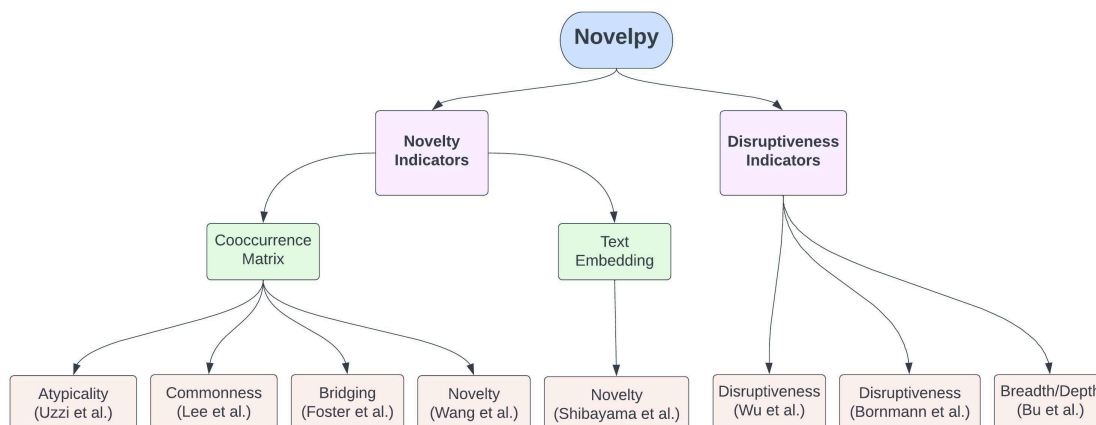 Novelpy
Novelty
Indicators
Disruptiveness
Indicators
Cooccurrence
Matrix
Text
Embedding
Atypicality
(Uzzi et al.)
Commonness
(Lee et al.)
Bridging
(Foster et al.)
Novelty
(Wang et al.)
Novelty
(Shibayama et al.)
Disruptiveness
(Wu et al.)
Disruptiveness
(Bornmann et al.)
Breadth/Depth
(Bu et al.)